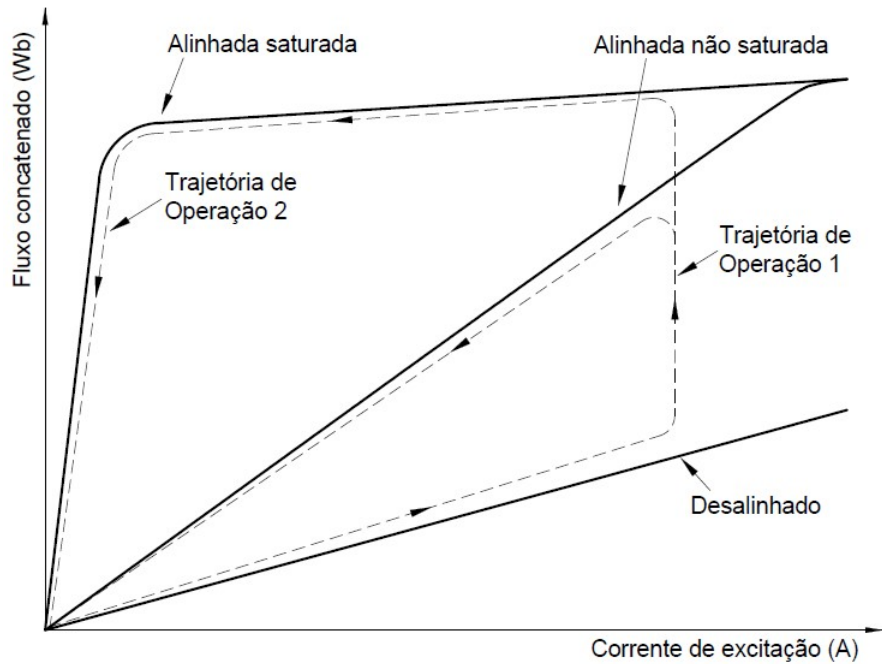 Fluxo concatenado (Wb)
Alinhada saturada
Alinhada não saturada
Trajetória de
Operação 2
Trajetória de
Operação 1
Desalinhado
Corrente de excitação (A)